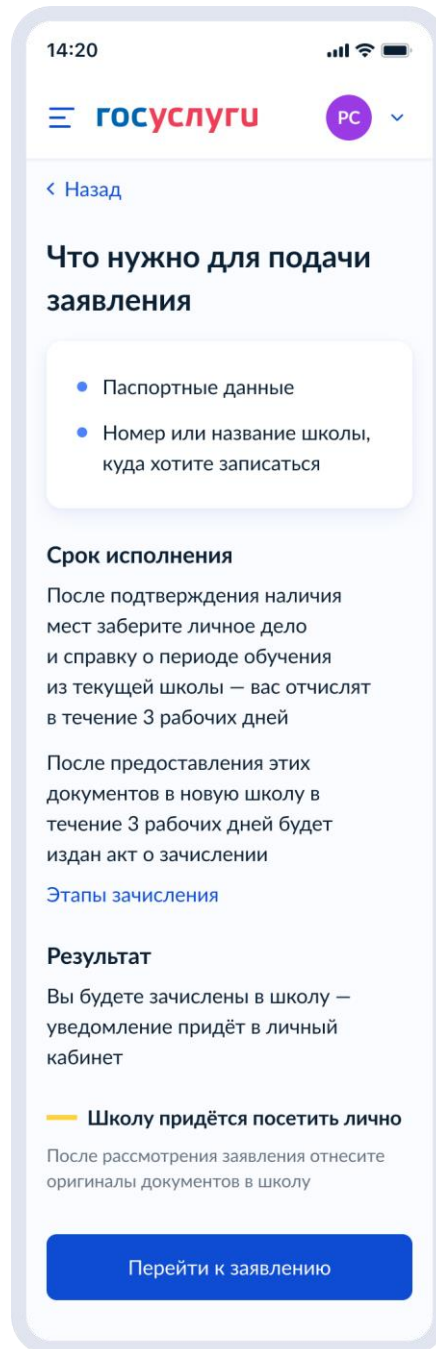 14:20
госуслуги
РС
Назад
Что нужно для подачи
заявления
Паспортные данные
Номер или название школы,
куда хотите записаться
Срок исполнения
После подтверждения наличия
мест заберите личное дело
и справку о периоде обучения
из текущей школы — вас отчислят
в течение 3 рабочих дней
После предоставления этих
документов в новую школу в
течение 3 рабочих дней будет
издан акт о зачислении
Этапы зачисления
Результат
Вы будете зачислены в школу —
уведомление придёт в личный
кабинет
Школу придётся посетить лично
После рассмотрения заявления отнесите
оригиналы документов в школу
Перейти к заявлению